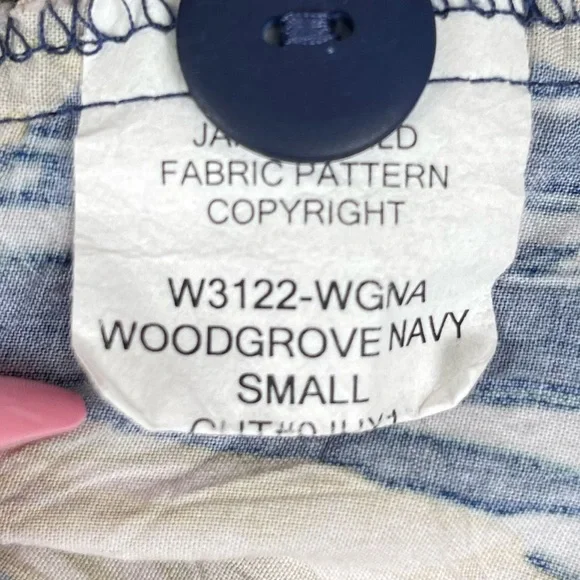 FABRIC PATTERN
COPYRIGHT
W3122-WGNA
WOODGROVE NAVY
SMALL